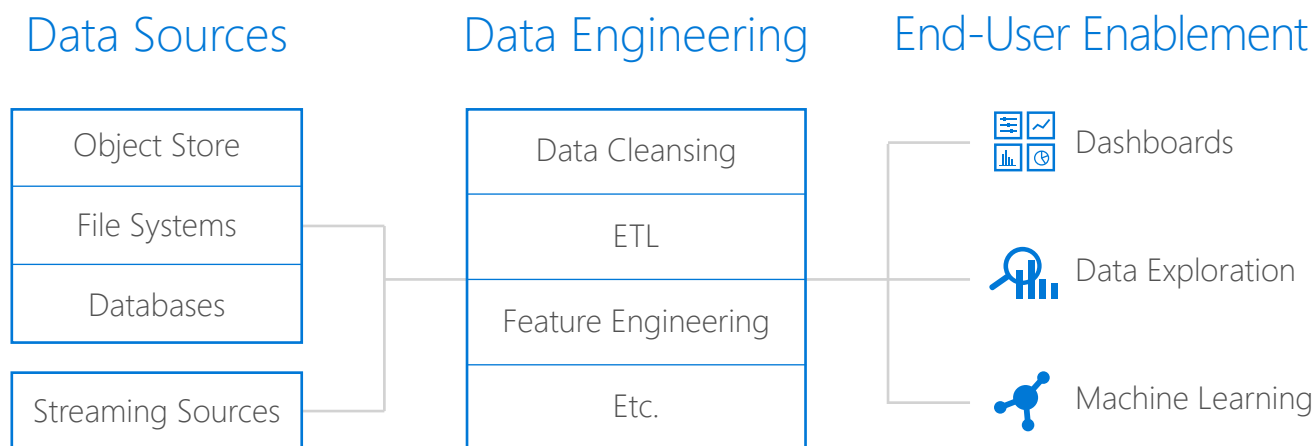 Data Sources
Object Store
File Systems
Databases
Streaming Sources
Data Engineering
Data Cleansing
ETL
Feature Engineering
Etc.
End-User Enablement
Dashboards
Data Exploration
Machine Learning